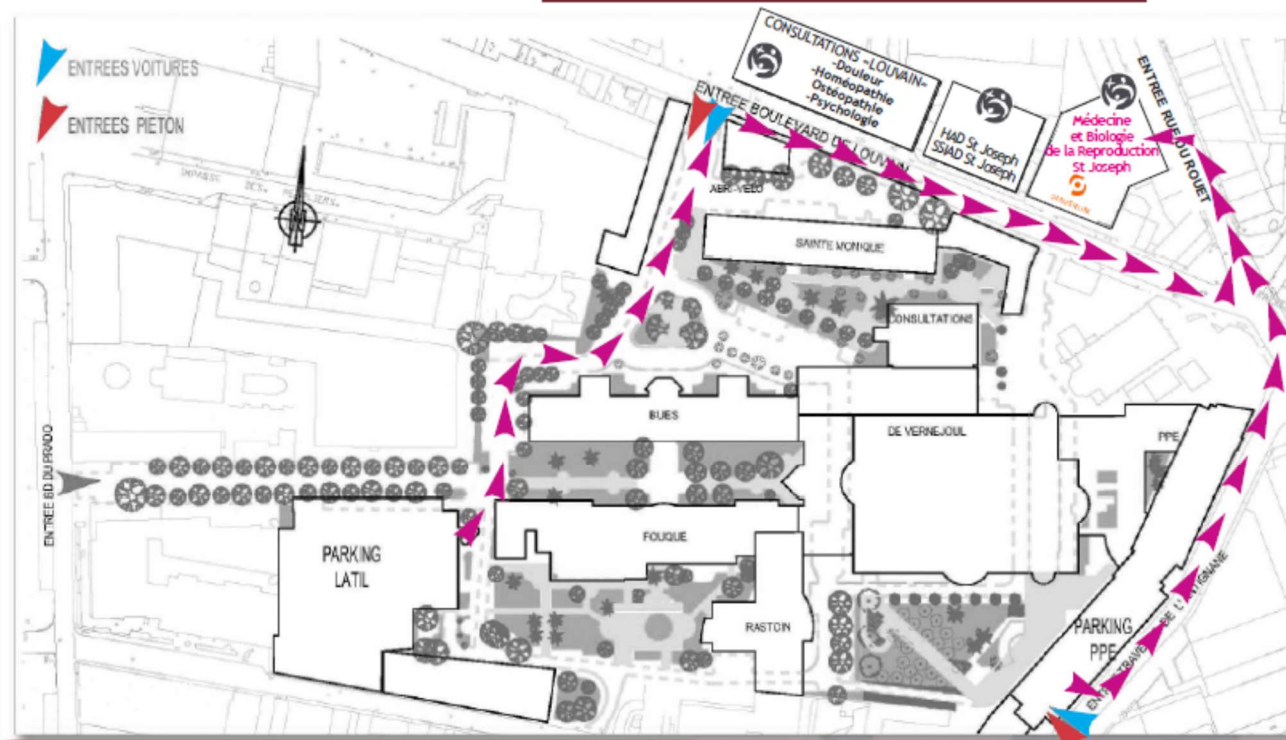 ENTREES VOITURES
ENTREES PIETON
CONSULTATIONS «LOUVAIN»
-Douleur
-Homéopathie
Ostéopathie
-Psychologie
ENTREE BOULEVARD DE LOUVAIN
HAD St Joseph
SSIAD St Joseph
Médecine
et Biologie
de la Reproduction
St Joseph
ENTREE RUE DU ROUET
ABRI-VELO
SAINTE MONIQUE
CONSULTATIONS
BUES
DE VERNEJOUL
PPE
ENTREE BD DU PRADO
PARKING
LATIL
FOUQUE
RASTOIN
PARKING
PPE
DE